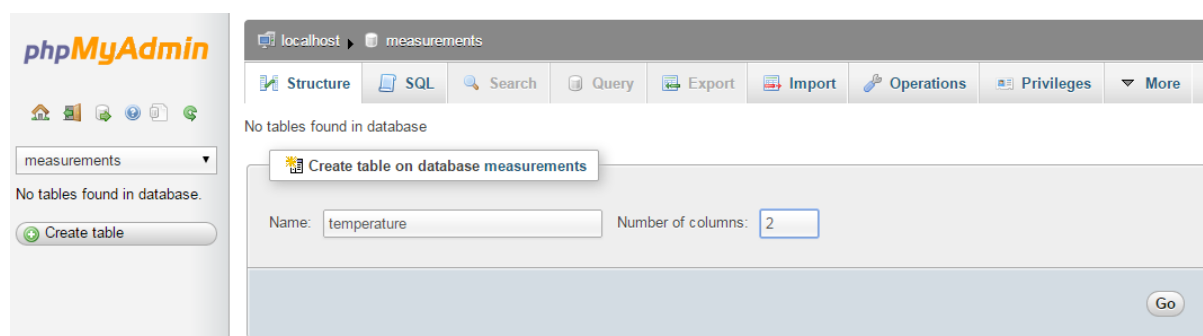 phpMyAdmin
measurements
No tables found in database.
Create table
localhost measurements
Structure SQL Search Query Export Import Operations Privileges More
No tables found in database
Create table on database measurements
Name: temperature Number of columns: 2
Go